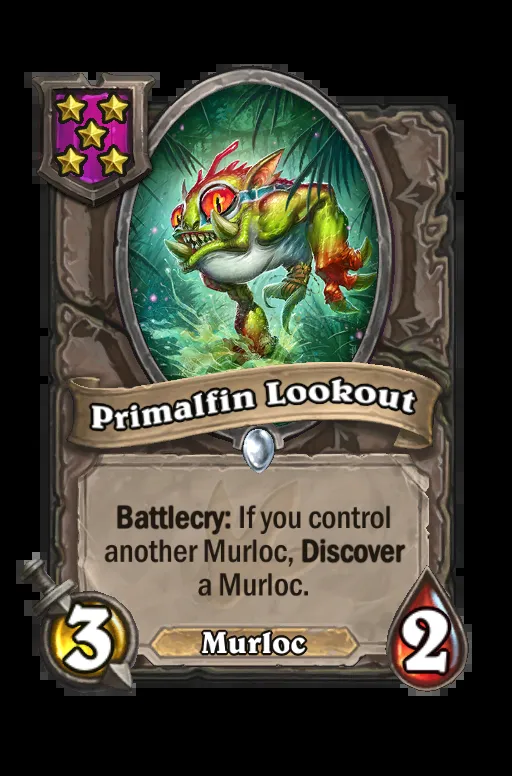 Primalfin Lookout
Battlecry: If you control
another Murloc, Discover
a Murloc.
3
Murloc
2